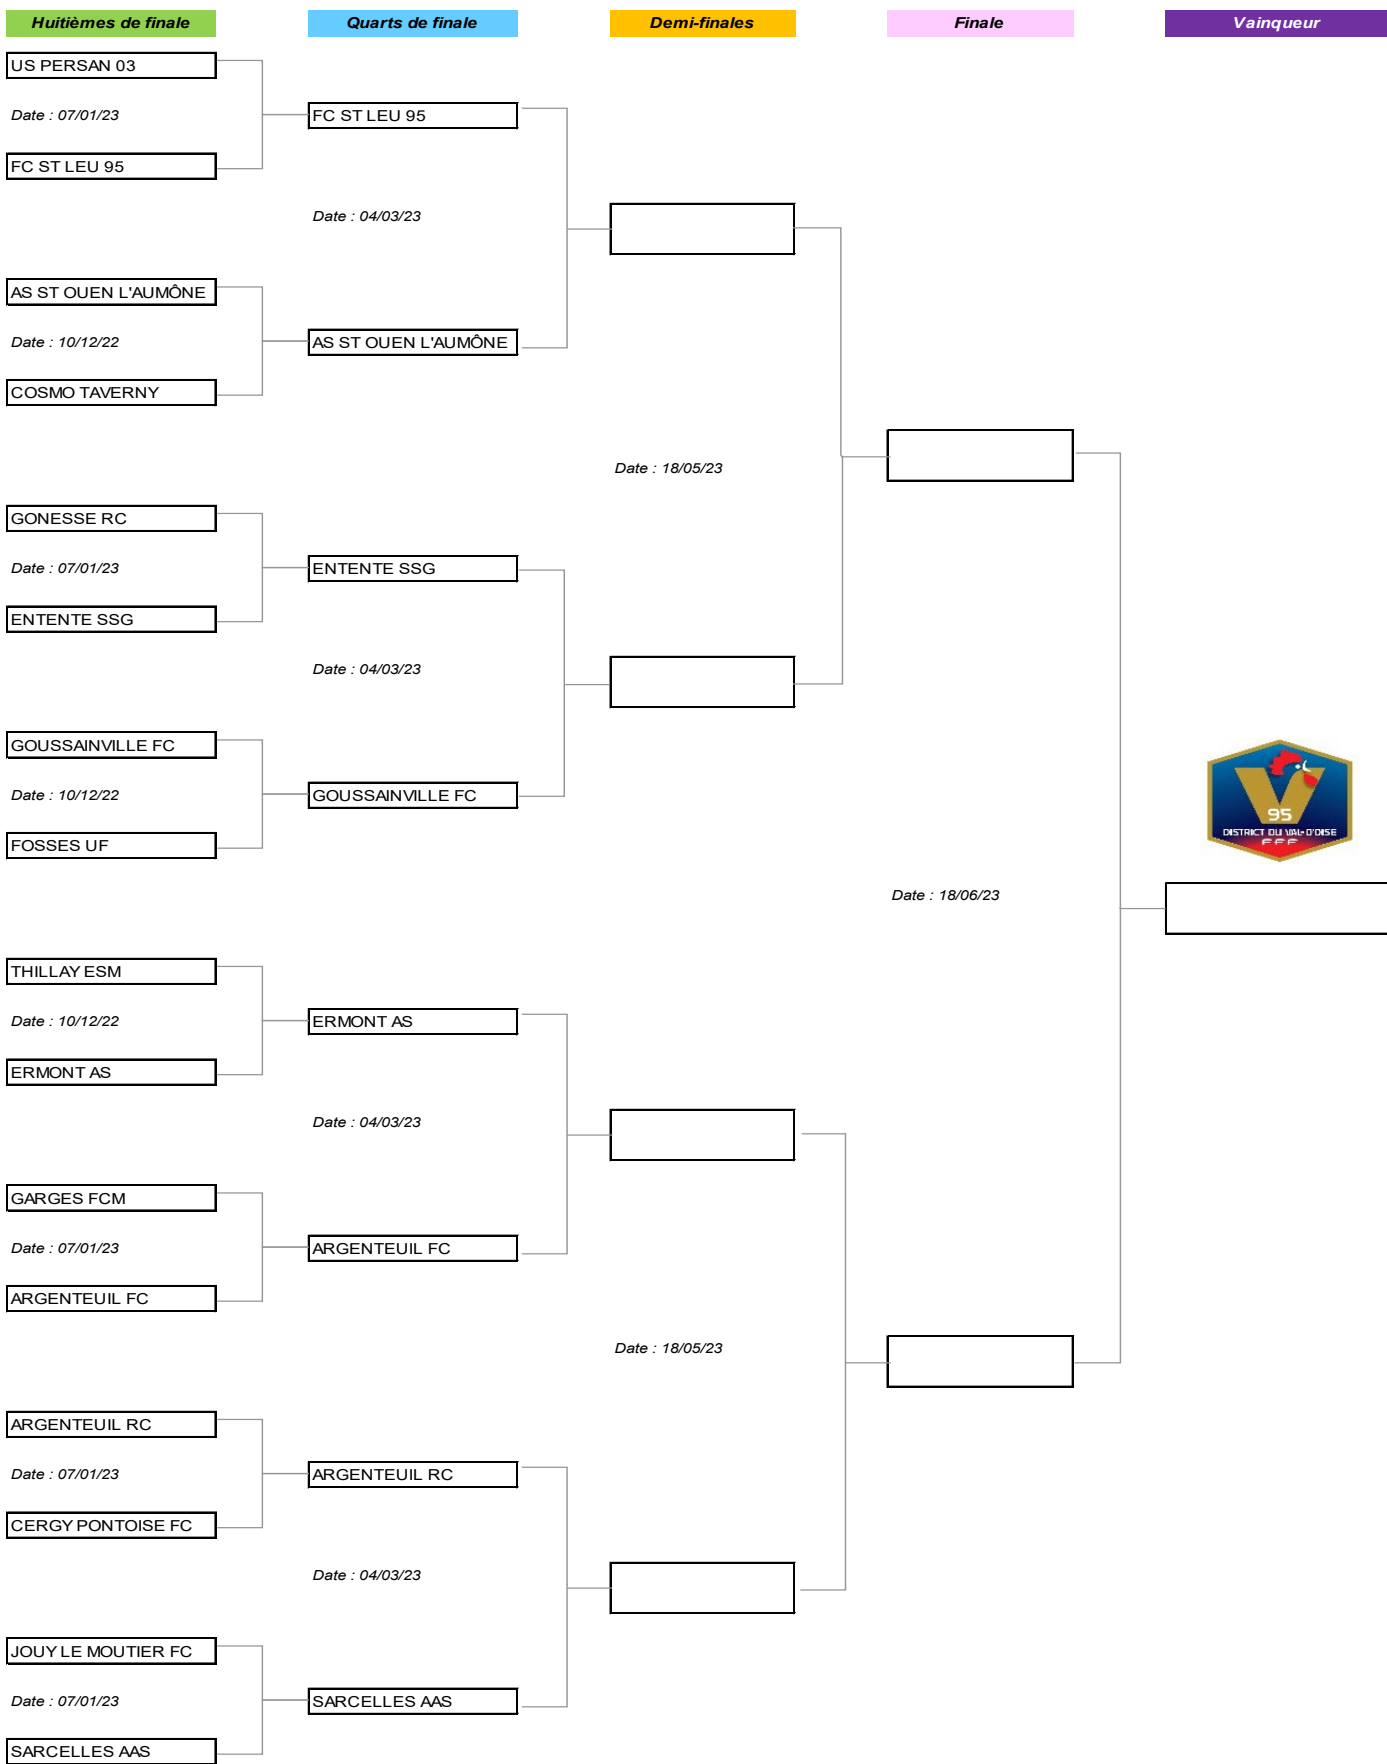 Huitièmes de finale
Quarts de finale
Demi-finales
Finale
Vainqueur
US PERSAN 03
Date : 07/01/23
FC ST LEU 95
FC ST LEU 95
Date : 04/03/23
AS ST OUEN L'AUMÔNE
Date : 10/12/22
AS ST OUEN L'AUMÔNE
COSMO TAVERNY
Date : 18/05/23
GONESSE RC
Date : 07/01/23
ENTENTE SSG
ENTENTE SSG
Date : 04/03/23
GOUSSAINVILLE FC
Date : 10/12/22
GOUSSAINVILLE FC
FOSSES UF
95
DISTRICT DU VAL-D'OISE
FFF
Date : 18/06/23
THILLAY ESM
Date : 10/12/22
ERMONT AS
ERMONT AS
Date : 04/03/23
GARGES FCM
Date : 07/01/23
ARGENTEUIL FC
ARGENTEUIL FC
Date : 18/05/23
ARGENTEUIL RC
Date : 07/01/23
ARGENTEUIL RC
CERGY PONTOISE FC
Date : 04/03/23
JOUY LE MOUTIER FC
Date : 07/01/23
SARCELLES AAS
SARCELLES AAS